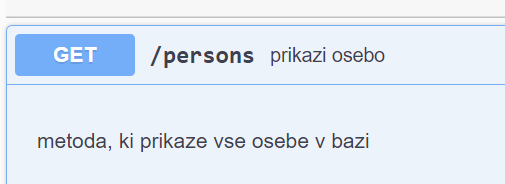 GET /persons prikazi osebo
metoda, ki prikaze vse osebe v bazi